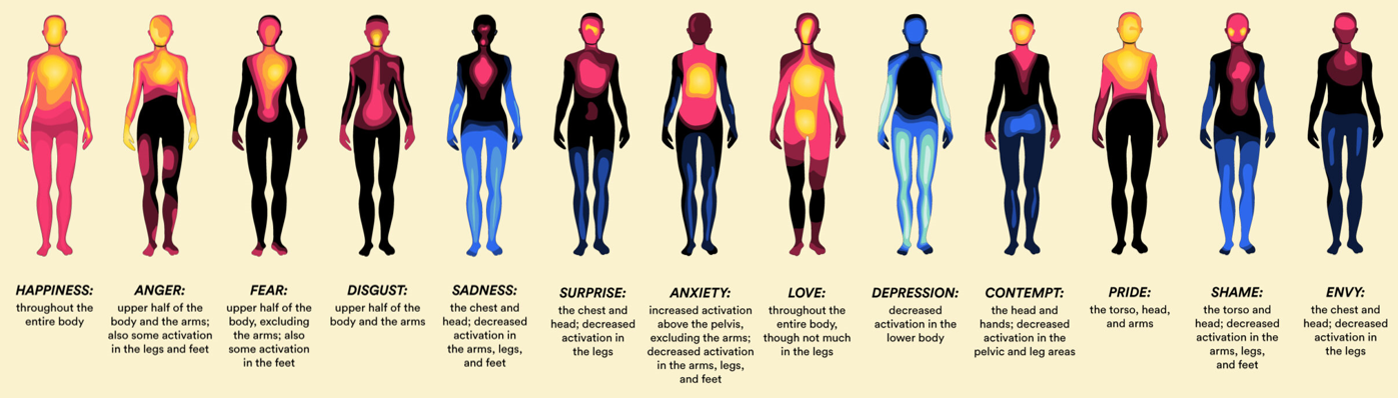 HAPPINESS:
throughout the
entire body
ANGER:
upper half of the
body and the arms;
also some activation
in the legs and feet
FEAR:
upper half of the
body, excluding
the arms; also
some activation
in the feet
DISGUST:
upper half of the
body and the arms
SADNESS:
the chest and
head; decreased
activation in
the arms, legs,
and feet
SURPRISE:
the chest and
head; decreased
activation in
the legs
ANXIETY:
increased activation
above the pelvis,
excluding the arms;
decreased activation
in the arms, legs,
and feet
LOVE:
throughout the
entire body,
though not much
in the legs
DEPRESSION:
decreased
activation in the
lower body
CONTEMPT:
the head and
hands; decreased
activation in the
pelvic and leg areas
PRIDE:
the torso, head,
and arms
SHAME:
the torso and
head; decreased
activation in the
arms, legs,
and feet
ENVY:
the chest and
head; decreased
activation in
the legs